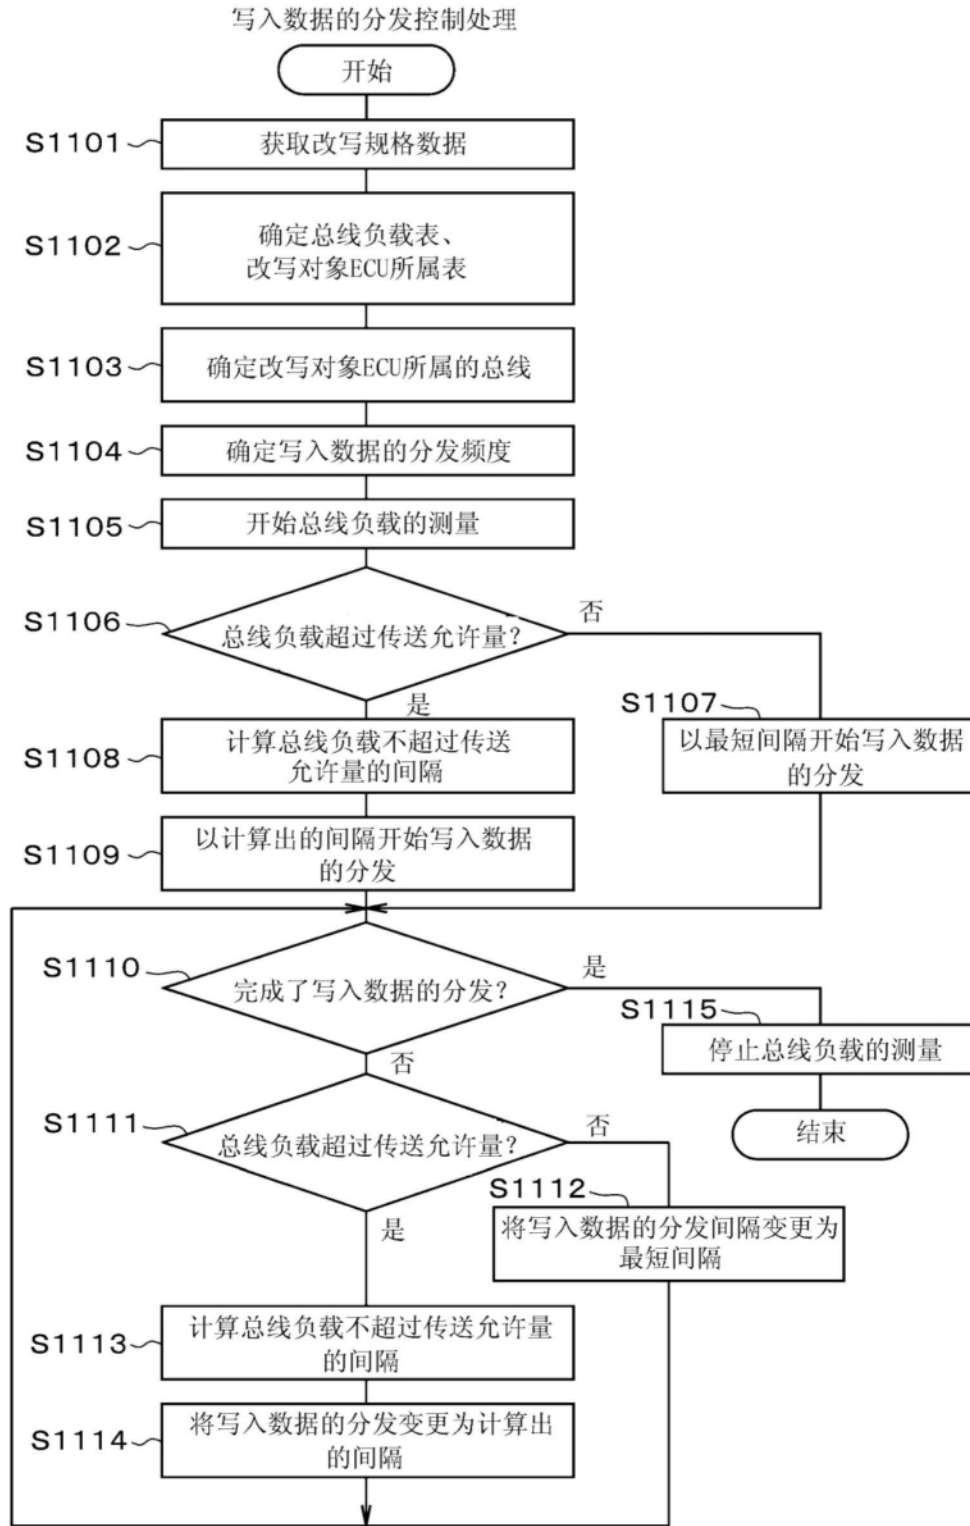 写入数据的分发控制处理
开始
S1101
获取改写规格数据
S1102
确定总线负载表、
改写对象ECU所属表
S1103
确定改写对象ECU所属的总线
S1104
确定写入数据的分发频度
S1105
开始总线负载的测量
S1106
总线负载超过传送允许量?
否
是
S1107
以最短间隔开始写入数据
的分发
S1108
计算总线负载不超过传送
允许量的间隔
S1109
以计算出的间隔开始写入数据
的分发
S1110
完成了写入数据的分发?
是
否
S1115
停止总线负载的测量
结束
S1111
总线负载超过传送允许量?
否
是
S1112
将写入数据的分发间隔变更为
最短间隔
S1113
计算总线负载不超过传送允许量
的间隔
S1114
将写入数据的分发变更为计算出
的间隔